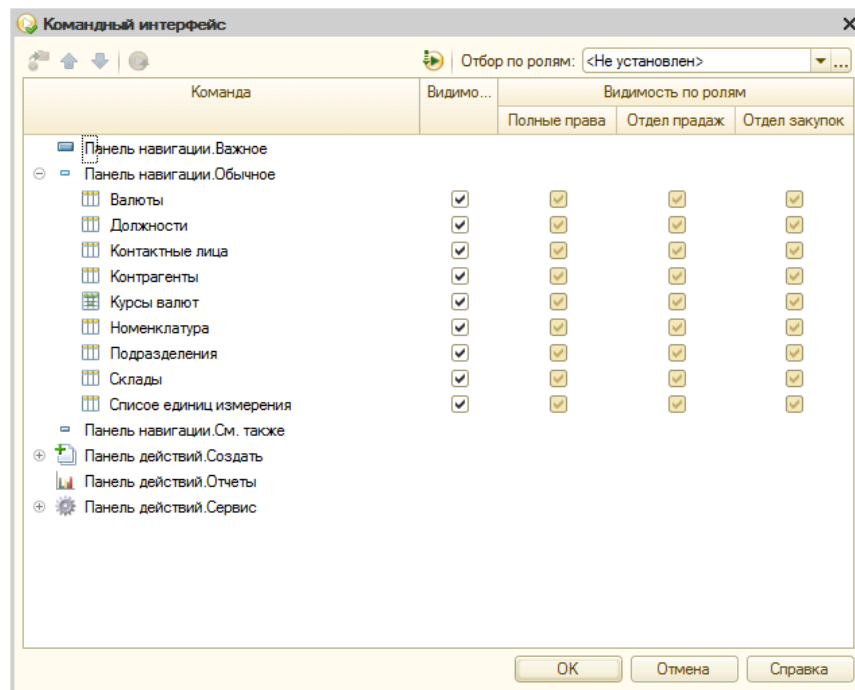 Командный интерфейс
Отбор по ролям: <Не установлен>
Команда Видимо... Видимость по ролям
Полные права Отдел прадаж Отдел закупок
Панель навигации.Важное
Панель навигации.Обычное
Валюты
Должности
Контактные лица
Контрагенты
Курсы валют
Номенклатура
Подразделения
Склады
Списое единиц измерения
Панель навигации.См. также
Панель действий.Создать
Панель действий.Отчеты
Панель действий.Сервис
OK Отмена Справка